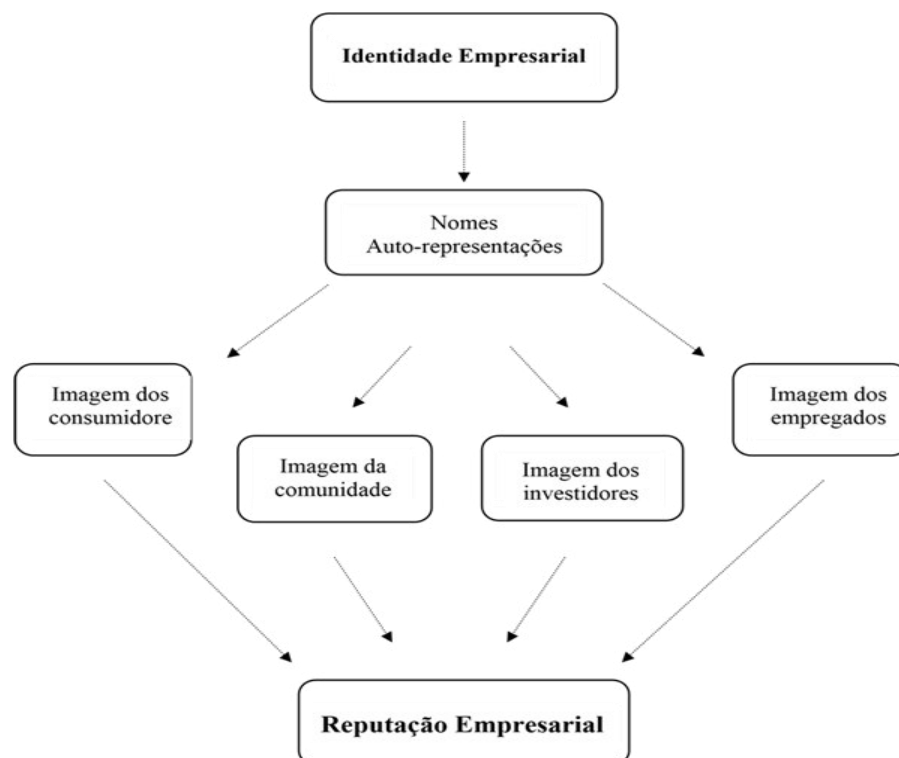 Identidade Empresarial
Nomes
Auto-representações
Imagem dos
consumidore
Imagem da
comunidade
Imagem dos
investidores
Imagem dos
empregados
Reputação Empresarial